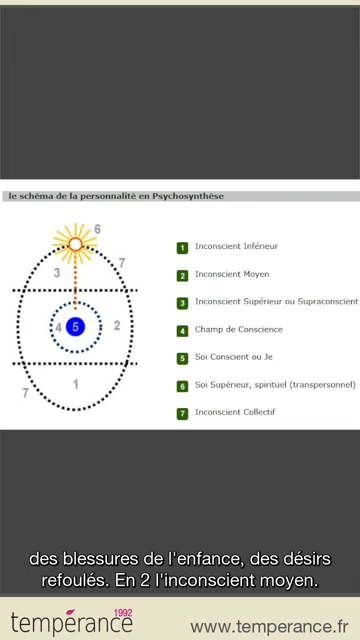 le schéma de la personnalité en Psychosynthèse
6
7
3
4 5 2
1
7
1 Inconscient Inférieur
2 Inconscient Moyen
3 Inconscient Supérieur ou Supraconscient
4 Champ de Conscience
5 Soi Conscient ou Je
6 Soi Supérieur, spirituel (transpersonnel)
7 Inconscient Collectif
des blessures de l'enfance, des désirs
refoulés. En 2 l'inconscient moyen.
1992
tempérance
www.temperance.fr